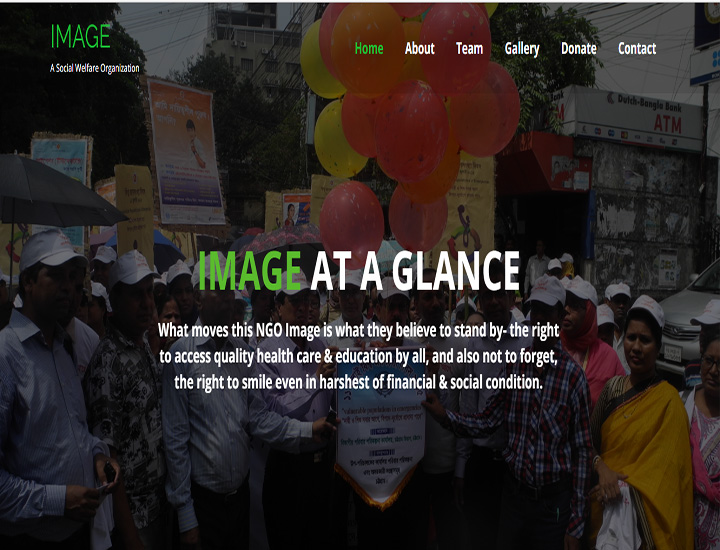 IMAGE
A Social Welfare Organization
Home About Team Gallery Donate Contact
Dutch-Bangla Bank
ATM
IMAGE AT A GLANCE
What moves this NGO Image is what they believe to stand by- the right
to access quality health care & education by all, and also not to forget,
the right to smile even in harshest of financial & social condition.